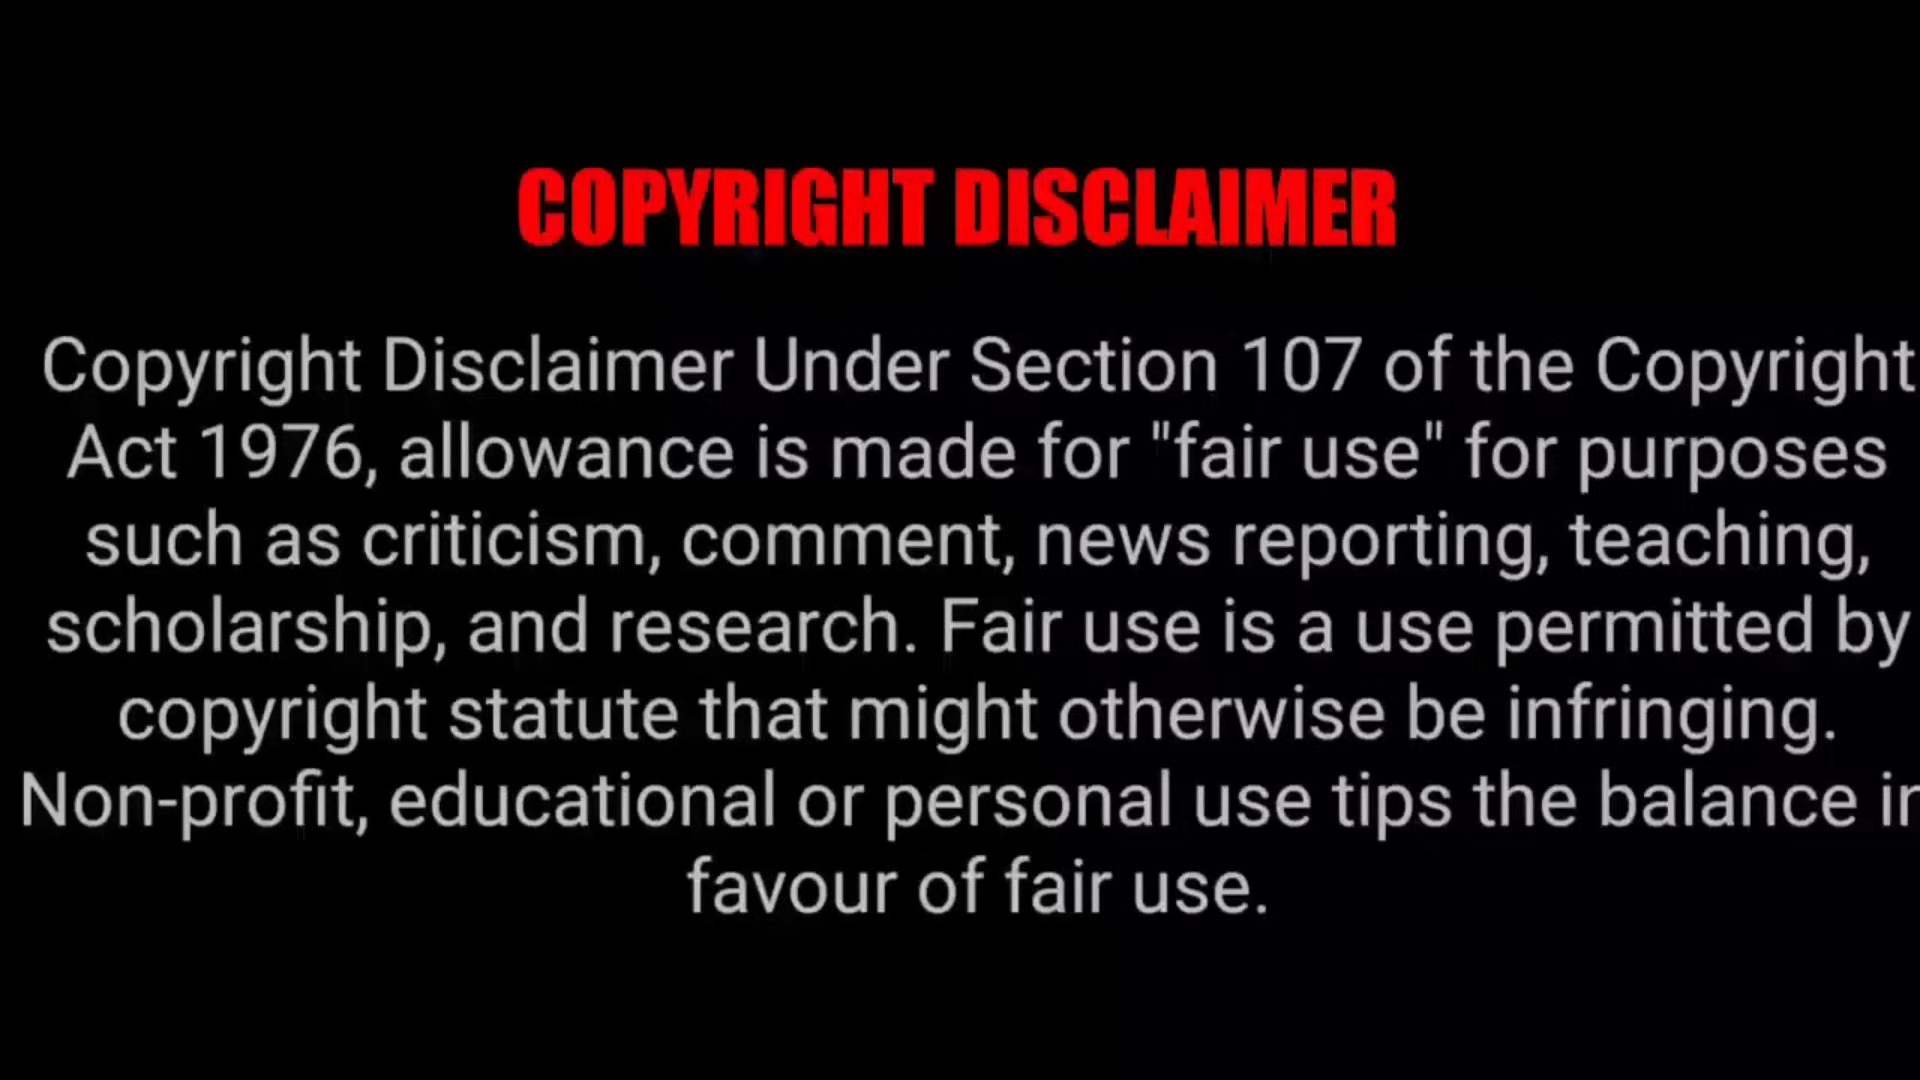 COPYRIGHT DISCLAIMER
Copyright Disclaimer Under Section 107 of the Copyright
Act 1976, allowance is made for "fair use" for purposes
such as criticism, comment, news reporting, teaching,
scholarship, and research. Fair use is a use permitted by
copyright statute that might otherwise be infringing.
Non-profit, educational or personal use tips the balance in
favour of fair use.